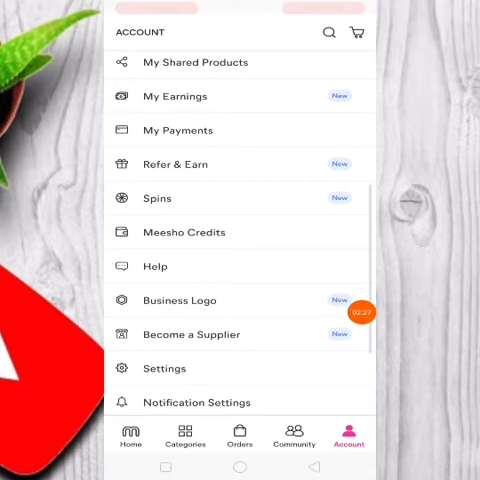 ACCOUNT
My Shared Products
My Earnings New
My Payments
Refer & Earn New
Spins New
Meesho Credits
Help
Business Logo New
02:27
Become a Supplier New
Settings
Notification Settings
Home Categories Orders Community Account